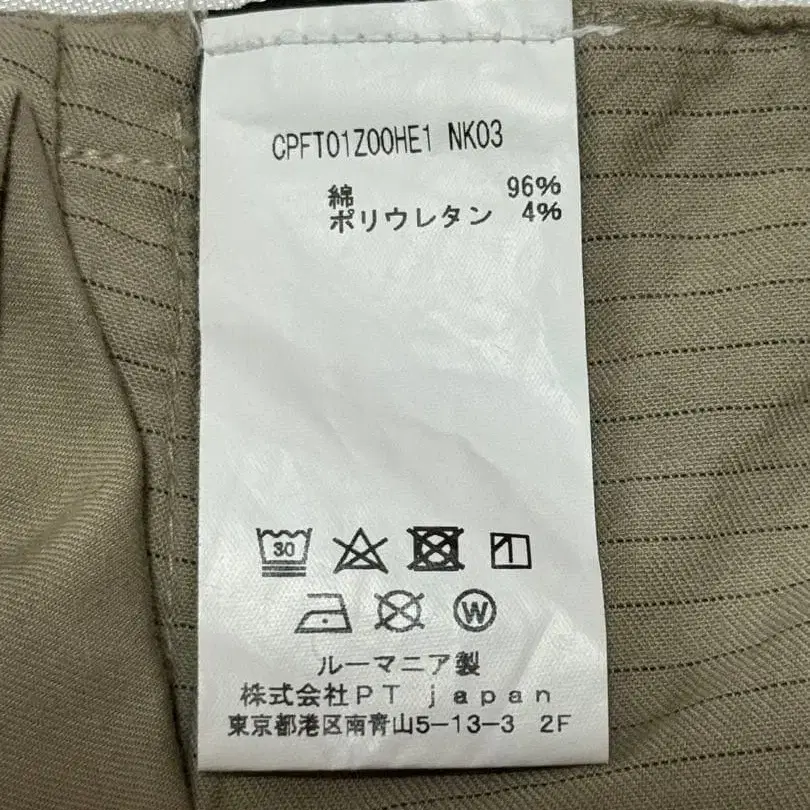 CPFT01Z00HE1 NK03
綿 96%
ポリウレタン 4%
30
W
ルーマニア製
株式会社PT japan
東京都港区南青山5-13-3 2F